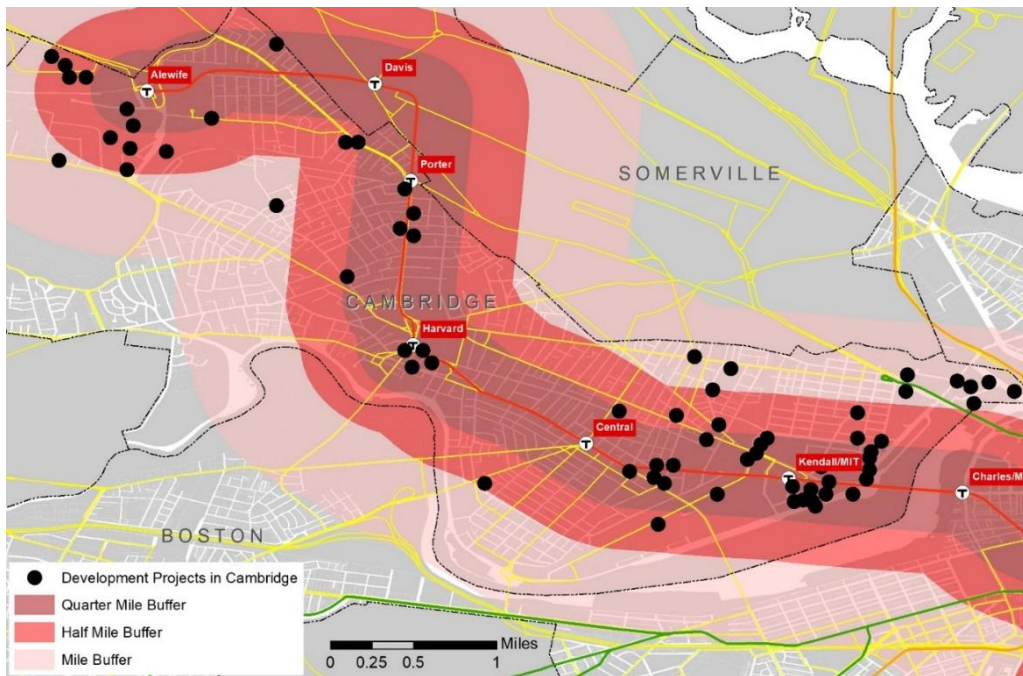 Alewife
Davis
Porter
SOMERVILLE
CAMBRIDGE
Harvard
Central
Kendall/MIT
Charles/M
BOSTON
Development Projects in Cambridge
Quarter Mile Buffer
Half Mile Buffer
Mile Buffer
Miles
0 0.25 0.5 1